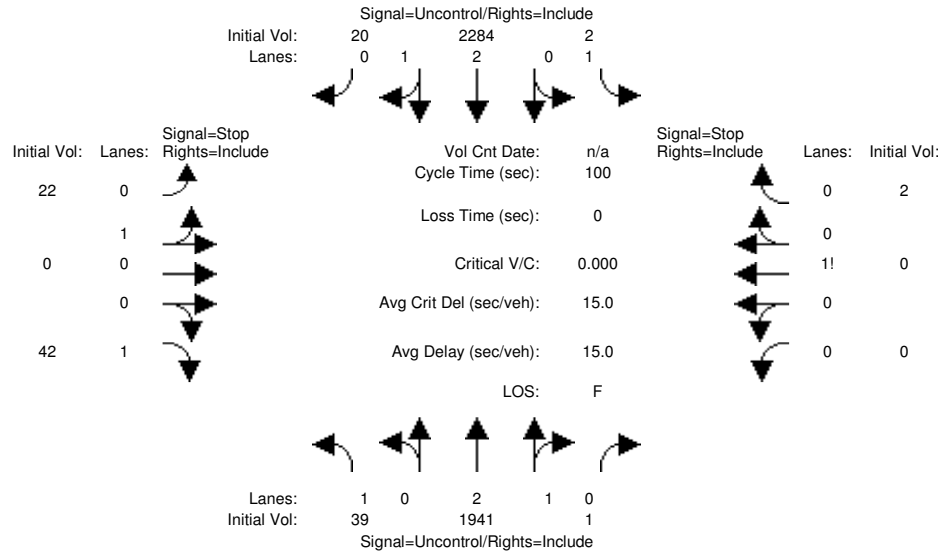 Signal=Uncontrol/Rights=Include
Initial Vol: 20 2284 2
Lanes: 0 1 2 0 1
Signal=Stop
Initial Vol: Lanes: Rights=Include
Vol Cnt Date: n/a
Signal=Stop
Rights=Include Lanes: Initial Vol:
Cycle Time (sec): 100
22 0
0 2
Loss Time (sec): 0
1
0
0 0
Critical V/C: 0.000
1! 0
0
Avg Crit Del (sec/veh): 15.0
0
42 1
Avg Delay (sec/veh): 15.0
0 0
LOS: F
Lanes: 1 0 2 1 0
Initial Vol: 39 1941 1
Signal=Uncontrol/Rights=Include